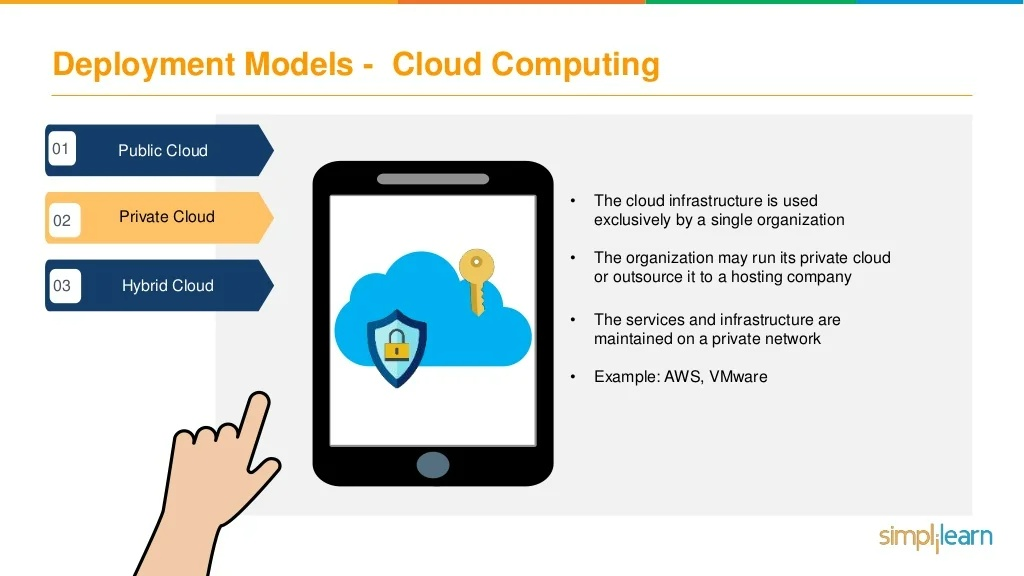 Deployment Models - Cloud Computing
01 Public Cloud
02 Private Cloud
03 Hybrid Cloud
• The cloud infrastructure is used
exclusively by a single organization
• The organization may run its private cloud
or outsource it to a hosting company
• The services and infrastructure are
maintained on a private network
• Example: AWS, VMware
simplilearn